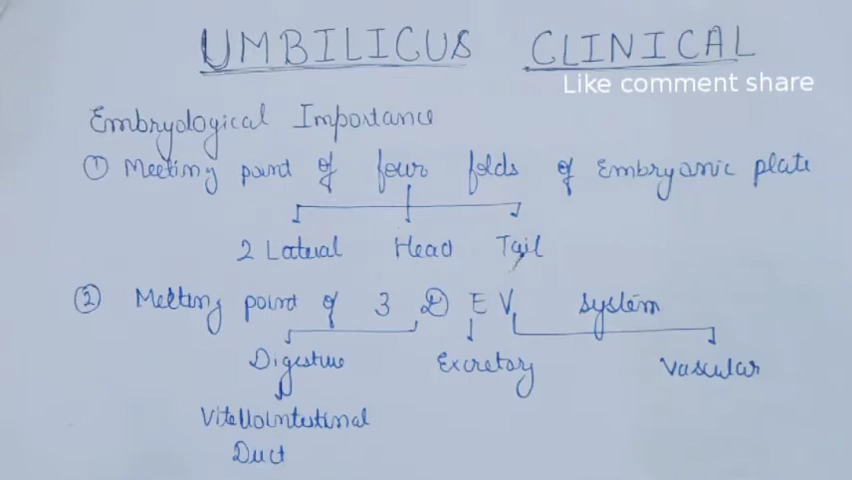 UMBILICUS CLINICAL
Like comment share
Embryological Importance
① Meeting point of four folds of Embryonic plate
2 Lateral Head Tail
② Meeting point of 3 D E V system
Digestive Excretory Vascular
Vitellointestinal
Duct